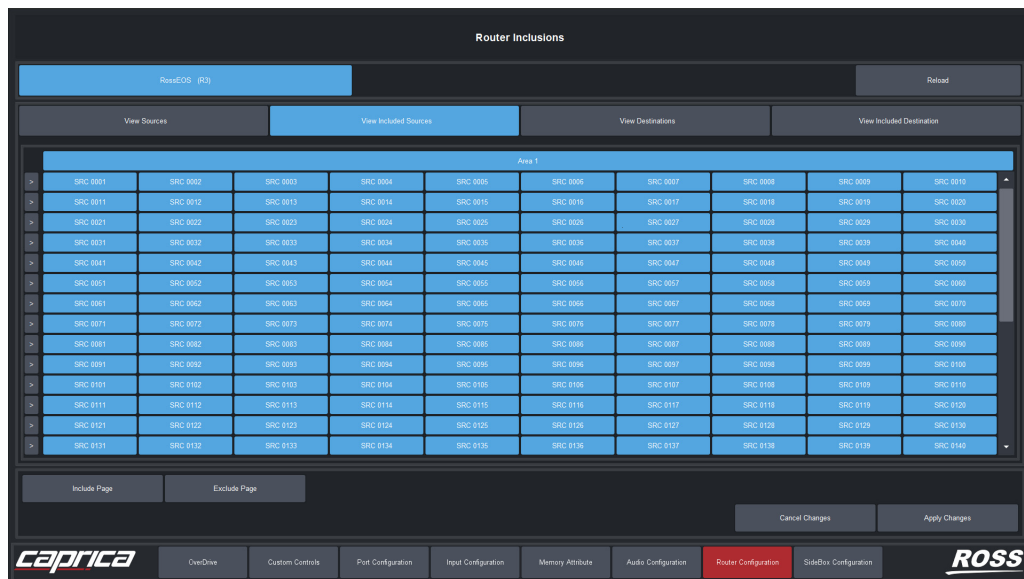 Router Inclusions
RossEOS (R3) Reload
View Sources View Included Sources View Destinations View Included Destination
Area 1
> SRC 0001 SRC 0002 SRC 0003 SRC 0004 SRC 0005 SRC 0006 SRC 0007 SRC 0008 SRC 0009 SRC 0010
> SRC 0011 SRC 0012 SRC 0013 SRC 0014 SRC 0015 SRC 0016 SRC 0017 SRC 0018 SRC 0019 SRC 0020
> SRC 0021 SRC 0022 SRC 0023 SRC 0024 SRC 0025 SRC 0026 SRC 0027 SRC 0028 SRC 0029 SRC 0030
> SRC 0031 SRC 0032 SRC 0033 SRC 0034 SRC 0035 SRC 0036 SRC 0037 SRC 0038 SRC 0039 SRC 0040
> SRC 0041 SRC 0042 SRC 0043 SRC 0044 SRC 0045 SRC 0046 SRC 0047 SRC 0048 SRC 0049 SRC 0050
> SRC 0051 SRC 0052 SRC 0053 SRC 0054 SRC 0055 SRC 0056 SRC 0057 SRC 0058 SRC 0059 SRC 0060
> SRC 0061 SRC 0062 SRC 0063 SRC 0064 SRC 0065 SRC 0066 SRC 0067 SRC 0068 SRC 0069 SRC 0070
> SRC 0071 SRC 0072 SRC 0073 SRC 0074 SRC 0075 SRC 0076 SRC 0077 SRC 0078 SRC 0079 SRC 0080
> SRC 0081 SRC 0082 SRC 0083 SRC 0084 SRC 0085 SRC 0086 SRC 0087 SRC 0088 SRC 0089 SRC 0090
> SRC 0091 SRC 0092 SRC 0093 SRC 0094 SRC 0095 SRC 0096 SRC 0097 SRC 0098 SRC 0099 SRC 0100
> SRC 0101 SRC 0102 SRC 0103 SRC 0104 SRC 0105 SRC 0106 SRC 0107 SRC 0108 SRC 0109 SRC 0110
> SRC 0111 SRC 0112 SRC 0113 SRC 0114 SRC 0115 SRC 0116 SRC 0117 SRC 0118 SRC 0119 SRC 0120
> SRC 0121 SRC 0122 SRC 0123 SRC 0124 SRC 0125 SRC 0126 SRC 0127 SRC 0128 SRC 0129 SRC 0130
> SRC 0131 SRC 0132 SRC 0133 SRC 0134 SRC 0135 SRC 0136 SRC 0137 SRC 0138 SRC 0139 SRC 0140
Include Page Exclude Page
Cancel Changes Apply Changes
caprica OverDrive Custom Controls Port Configuration Input Configuration Memory Attribute Audio Configuration Router Configuration SideBox Configuration ROSS